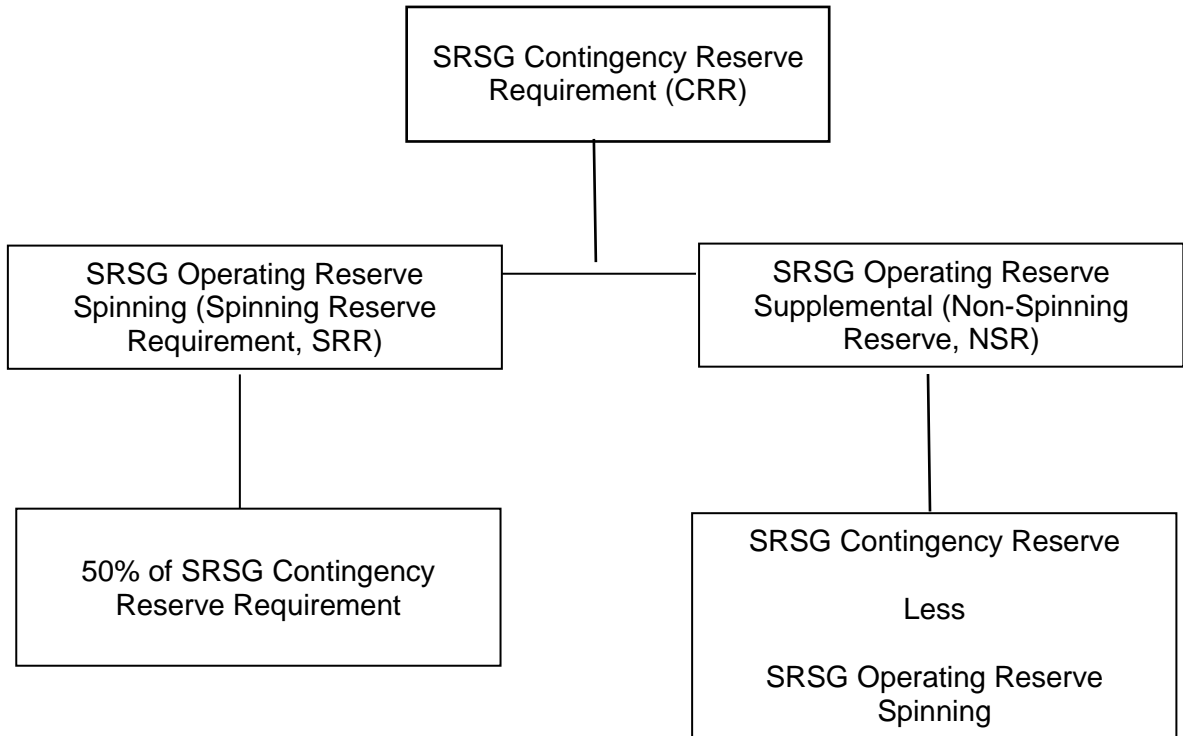 SRSG Contingency Reserve
Requirement (CRR)
SRSG Operating Reserve
Spinning (Spinning Reserve
Requirement, SRR)
SRSG Operating Reserve
Supplemental (Non-Spinning
Reserve, NSR)
50% of SRSG Contingency
Reserve Requirement
SRSG Contingency Reserve
Less
SRSG Operating Reserve
Spinning